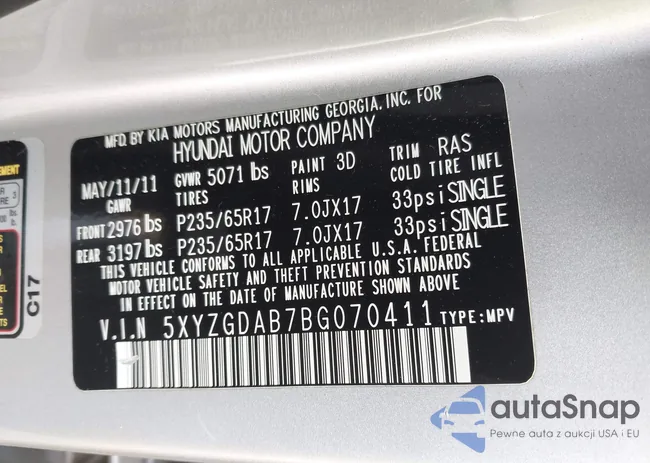 MFD. BY KIA MOTORS MANUFACTURING GEORGIA. INC. FOR
HYUNDAI MOTOR COMPANY
MAY/11/11 GVWR 5071 lbs PAINT 3D TRIM RAS
GAWR TIRES RIMS COLD TIRE INFL
FRONT 2976 lbs P235/65R17 7.0JX17 33psi SINGLE
REAR 3197 lbs P235/65R17 7.0JX17 33psi SINGLE
THIS VEHICLE CONFORMS TO ALL APPLICABLE U.S.A. FEDERAL
MOTOR VEHICLE SAFETY AND THEFT PREVENTION STANDARDS
IN EFFECT ON THE DATE OF MANUFACTURE SHOWN ABOVE
V.I.N 5XYZGDAB7BG070411 TYPE: MPV
C17
autaSnap
Pewne auta z aukcji USA i EU